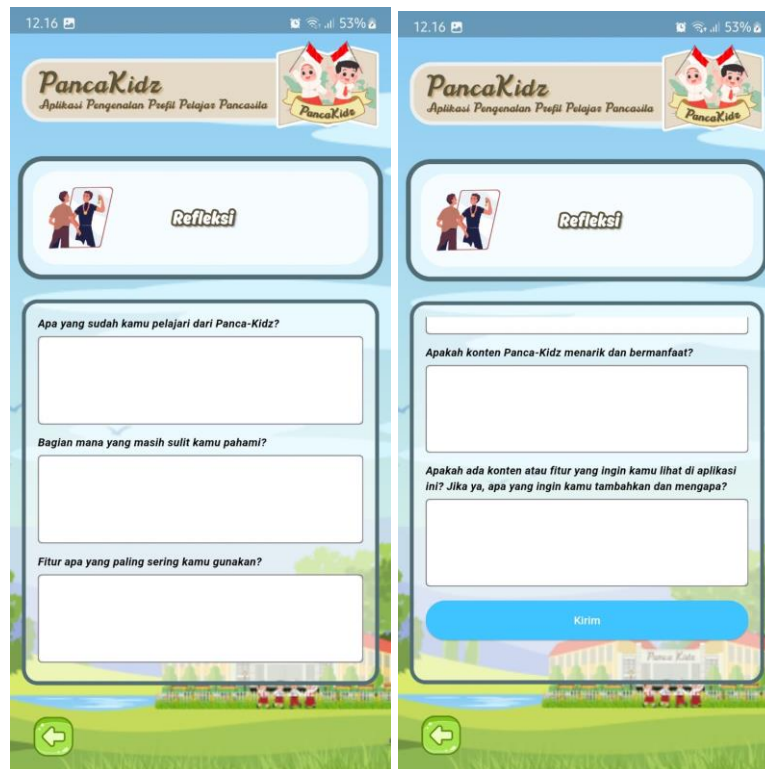 12.16
53%
PancaKidz
Aplikasi Pengenalan Profil Pelajar Pancasila
PancaKidz
Refleksi
Apa yang sudah kamu pelajari dari Panca-Kidz?
Bagian mana yang masih sulit kamu pahami?
Fitur apa yang paling sering kamu gunakan?
12.16
53%
PancaKidz
Aplikasi Pengenalan Profil Pelajar Pancasila
PancaKidz
Refleksi
Apakah konten Panca-Kidz menarik dan bermanfaat?
Apakah ada konten atau fitur yang ingin kamu lihat di aplikasi
ini? Jika ya, apa yang ingin kamu tambahkan dan mengapa?
Kirim
Panca Kidz